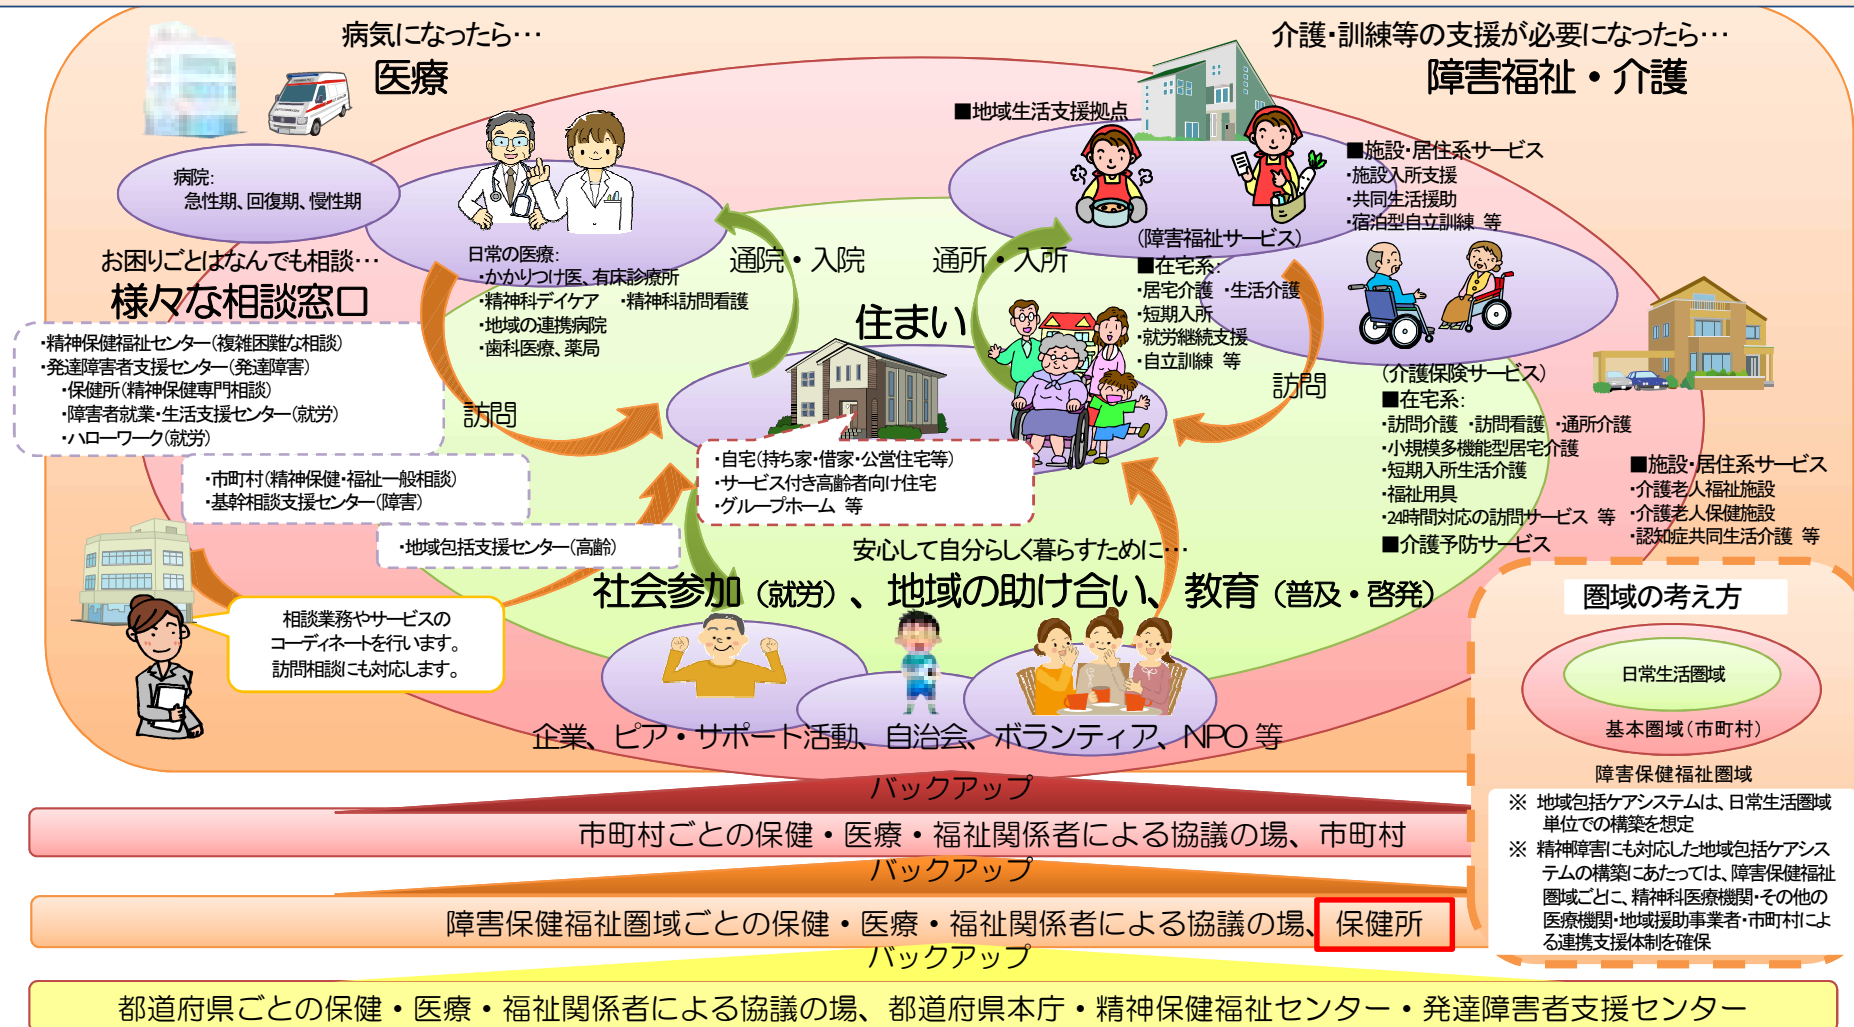 病気になったら…
医療
病院:
急性期、回復期、慢性期
日常の医療:
・かかりつけ医、有床診療所
・精神科デイケア ・精神科訪問看護
・地域の連携病院
・歯科医療、薬局
介護・訓練等の支援が必要になったら…
障害福祉・介護
■地域生活支援拠点
■施設・居住系サービス
・施設入所支援
・共同生活援助
・宿泊型自立訓練 等
(障害福祉サービス)
■在宅系:
・居宅介護 ・生活介護
・短期入所
・就労継続支援
・自立訓練 等
(介護保険サービス)
■在宅系:
・訪問介護 ・訪問看護 ・通所介護
・小規模多機能型居宅介護
・短期入所生活介護
・福祉用具
・24時間対応の訪問サービス 等
■介護予防サービス
■施設・居住系サービス
・介護老人福祉施設
・介護老人保健施設
・認知症共同生活介護 等
通院・入院
通所・入所
訪問
訪問
住まい
・自宅(持ち家・借家・公営住宅等)
・サービス付き高齢者向け住宅
・グループホーム 等
お困りごとはなんでも相談…
様々な相談窓口
・精神保健福祉センター(複雑困難な相談)
・発達障害者支援センター(発達障害)
・保健所(精神保健専門相談)
・障害者就業・生活支援センター(就労)
・ハローワーク(就労)
・市町村(精神保健・福祉一般相談)
・基幹相談支援センター(障害)
・地域包括支援センター(高齢)
相談業務やサービスの
コーディネートを行います。
訪問相談にも対応します。
安心して自分らしく暮らすために…
社会参加(就労)、地域の助け合い、教育(普及・啓発)
企業、ピア・サポート活動、自治会、ボランティア、NPO 等
圏域の考え方
日常生活圏域
基本圏域(市町村)
障害保健福祉圏域
※ 地域包括ケアシステムは、日常生活圏域
単位での構築を想定
※ 精神障害にも対応した地域包括ケアシス
テムの構築にあたっては、障害保健福祉
圏域ごとに、精神科医療機関・その他の
医療機関・地域援助事業者・市町村によ
る連携支援体制を確保
バックアップ
市町村ごとの保健・医療・福祉関係者による協議の場、市町村
バックアップ
障害保健福祉圏域ごとの保健・医療・福祉関係者による協議の場、保健所
バックアップ
都道府県ごとの保健・医療・福祉関係者による協議の場、都道府県本庁・精神保健福祉センター・発達障害者支援センター